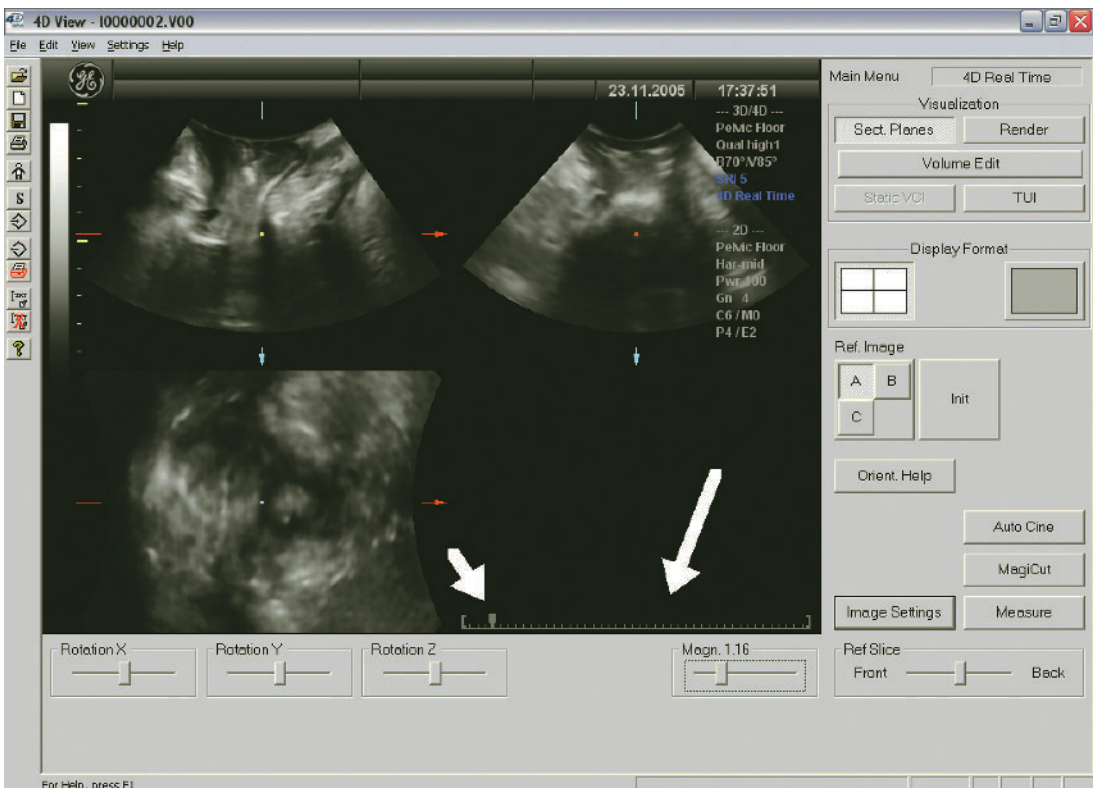 4D View - I0000002.V00
File Edit View Settings Help
GE
23.11.2005 17:37:51
--- 3D/4D ---
Pelvic Floor
Qual high1
B70°/V85°
SRI 5
4D Real Time
--- 2D ---
Pelvic Floor
Har-mid
Pwr 100
Gn 4
C6 / M0
P4 / E2
Main Menu 4D Real Time
Visualization
Sect. Planes Render
Volume Edit
Static VCI TUI
Display Format
Ref. Image
A B
C
Init
Orient. Help
Auto Cine
MagiCut
Image Settings Measure
Rotation X Rotation Y Rotation Z Magn. 1.16 Ref Slice
Front Back
S
?
For Help, press F1